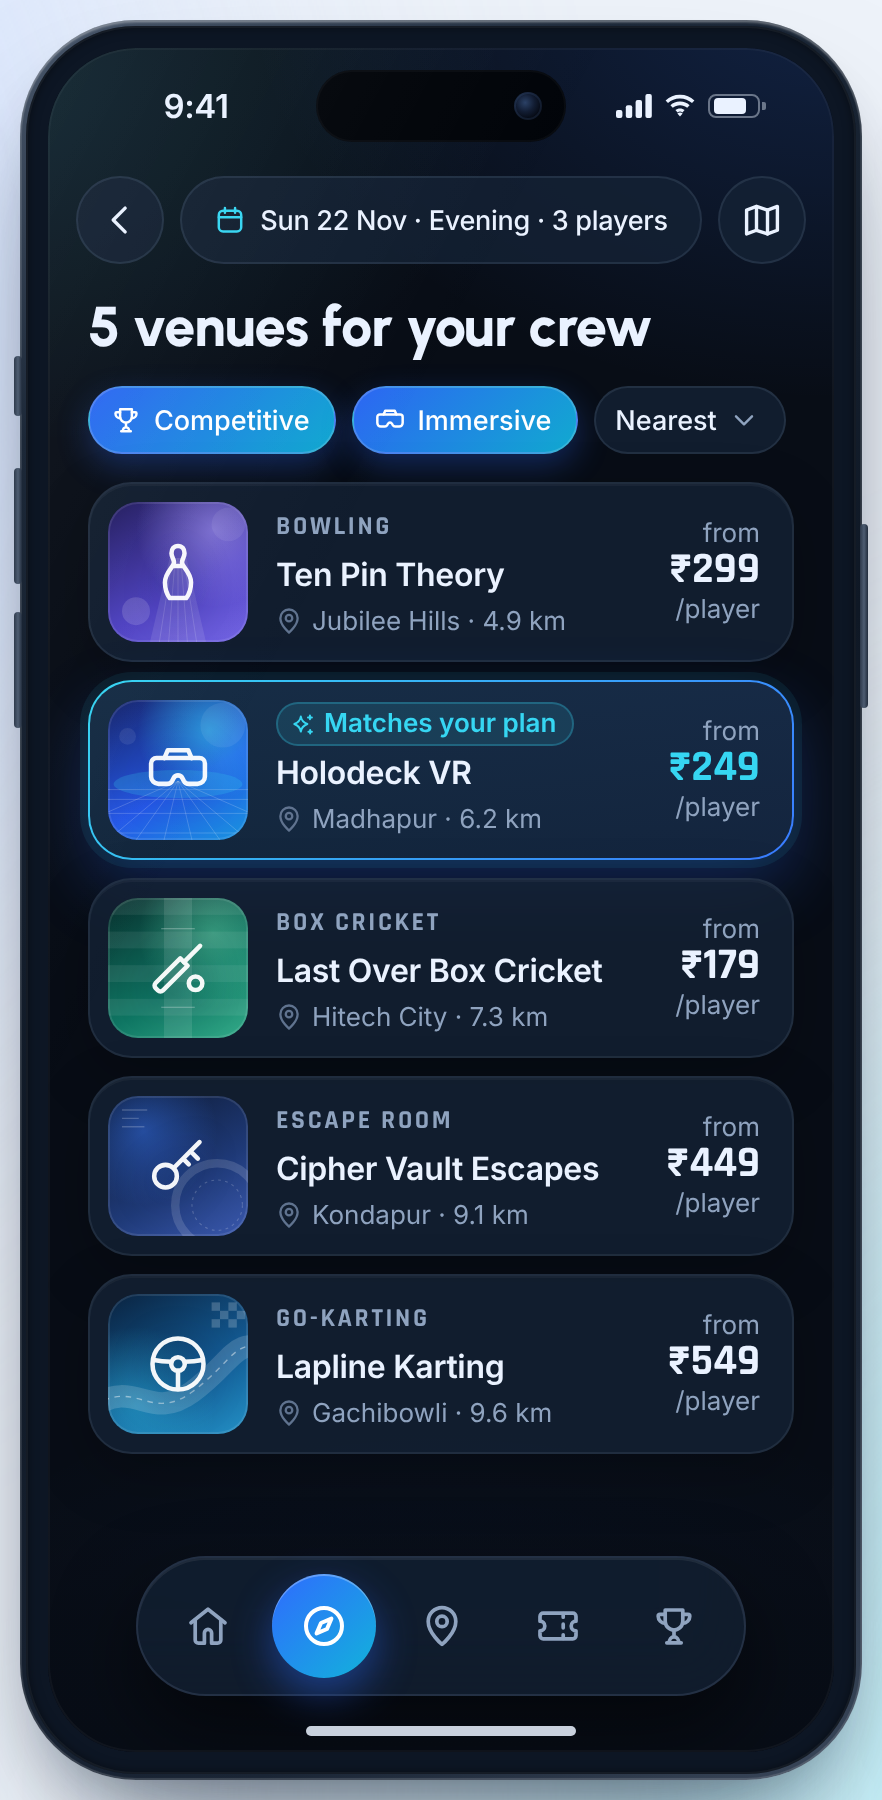 9:41
Sun 22 Nov · Evening · 3 players
5 venues for your crew
Competitive
Immersive
Nearest
BOWLING
Ten Pin Theory
Jubilee Hills · 4.9 km
from
₹299
/player
Matches your plan
Holodeck VR
Madhapur · 6.2 km
from
₹249
/player
BOX CRICKET
Last Over Box Cricket
Hitech City · 7.3 km
from
₹179
/player
ESCAPE ROOM
Cipher Vault Escapes
Kondapur · 9.1 km
from
₹449
/player
GO-KARTING
Lapline Karting
Gachibowli · 9.6 km
from
₹549
/player